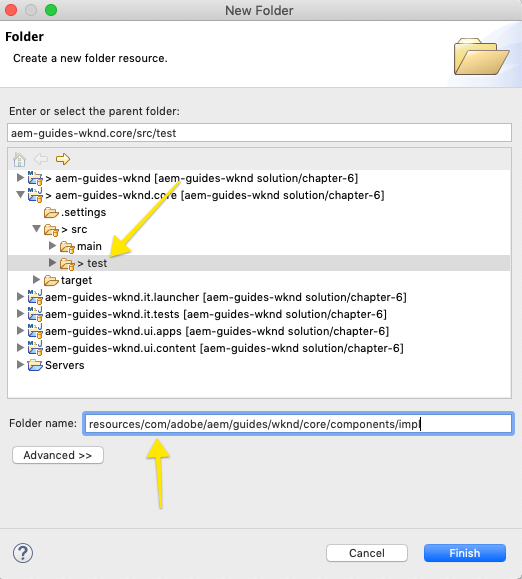 New Folder
Folder
Create a new folder resource.
Enter or select the parent folder:
aem-guides-wknd.core/src/test
> aem-guides-wknd [aem-guides-wknd solution/chapter-6]
> aem-guides-wknd.core [aem-guides-wknd solution/chapter-6]
.settings
> src
main
> test
target
aem-guides-wknd.it.launcher [aem-guides-wknd solution/chapter-6]
aem-guides-wknd.it.tests [aem-guides-wknd solution/chapter-6]
aem-guides-wknd.ui.apps [aem-guides-wknd solution/chapter-6]
aem-guides-wknd.ui.content [aem-guides-wknd solution/chapter-6]
Servers
Folder name: resources/com/adobe/aem/guides/wknd/core/components/impl
Advanced >>
? Cancel Finish